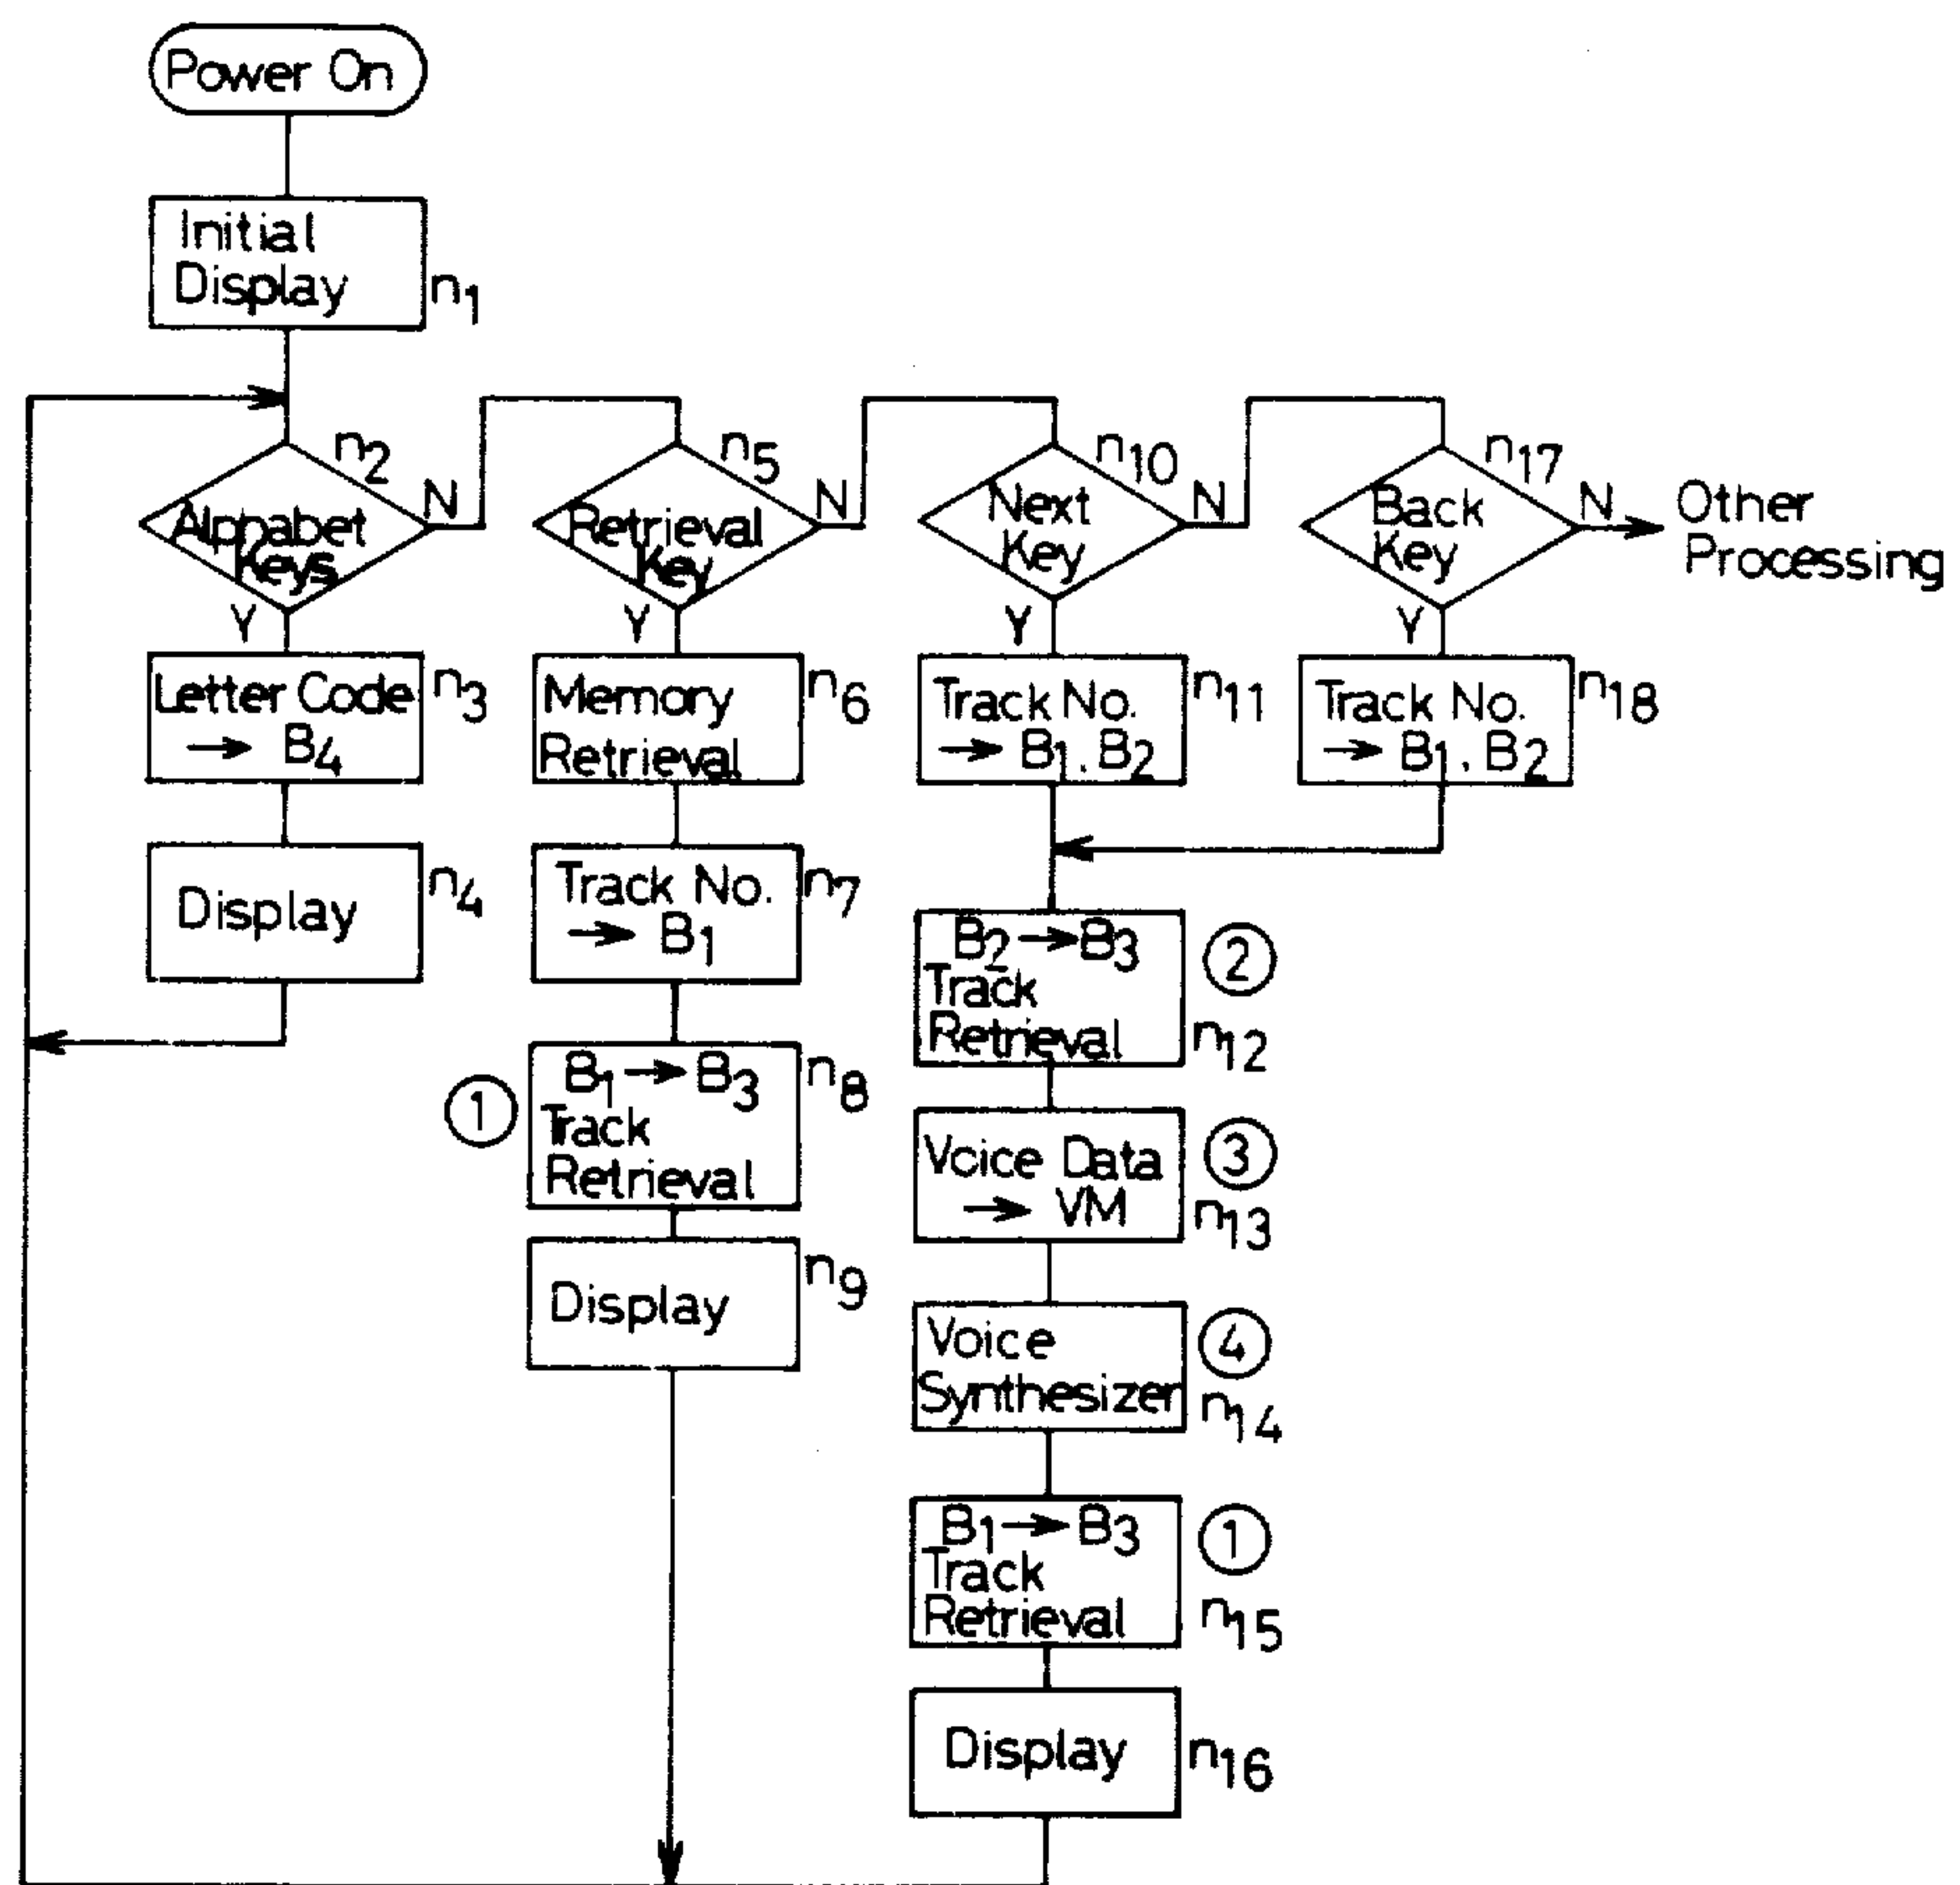 Power On
Initial
Display
n1
n2
Alphabet
Keys
N
Y
n5
Retrieval
Key
N
Y
n10
Next
Key
N
Y
n17
Back
Key
N
Y
Other
Processing
Letter Code
→ B4
n3
Memory
Retrieval
n6
Track No.
→ B1, B2
n11
Track No.
→ B1, B2
n18
Display
n4
Track No.
→ B1
n7
B2 → B3
Track
Retrieval
②
n12
①
B1 → B3
Track
Retrieval
n8
Voice Data
→ VM
③
n13
Display
n9
Voice
Synthesizer
④
n14
B1 → B3
Track
Retrieval
①
n15
Display
n16